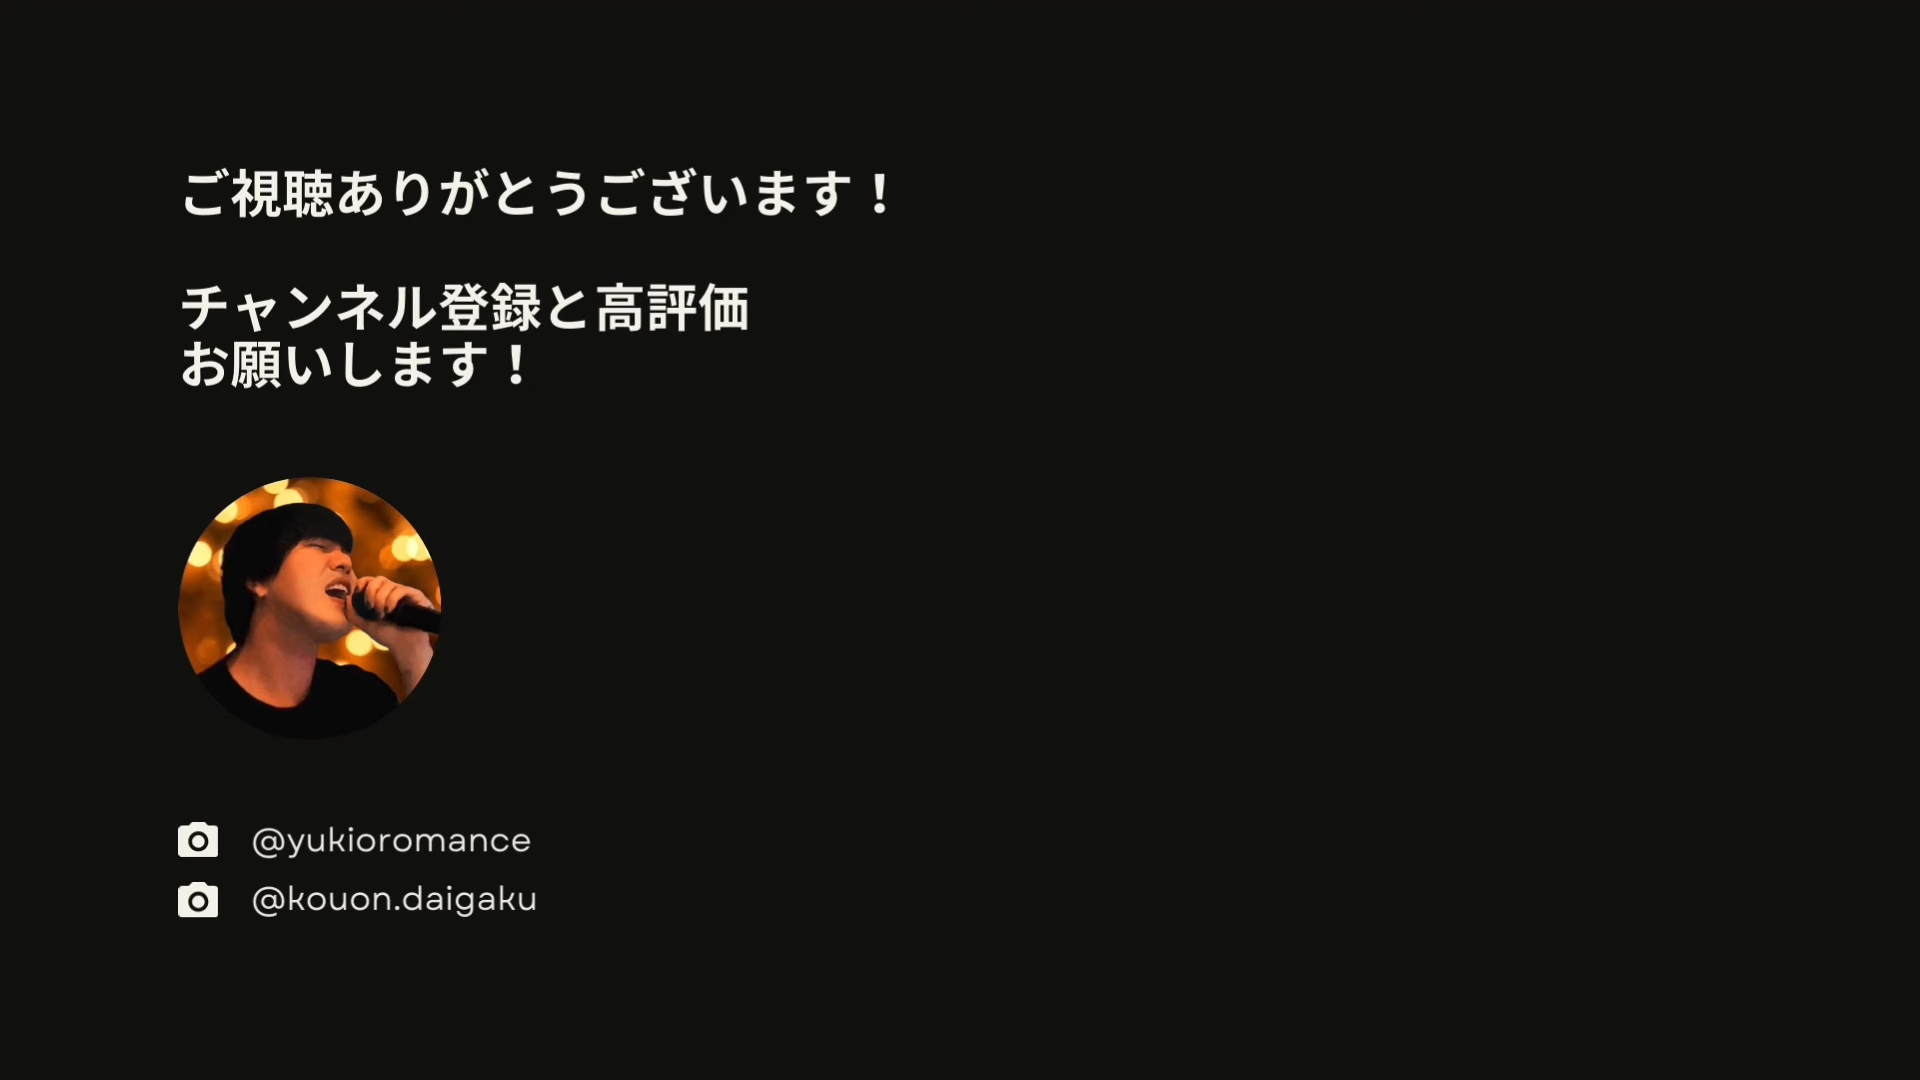 ご視聴ありがとうございます！
チャンネル登録と高評価
お願いします！
@yukioromance
@kouon.daigaku